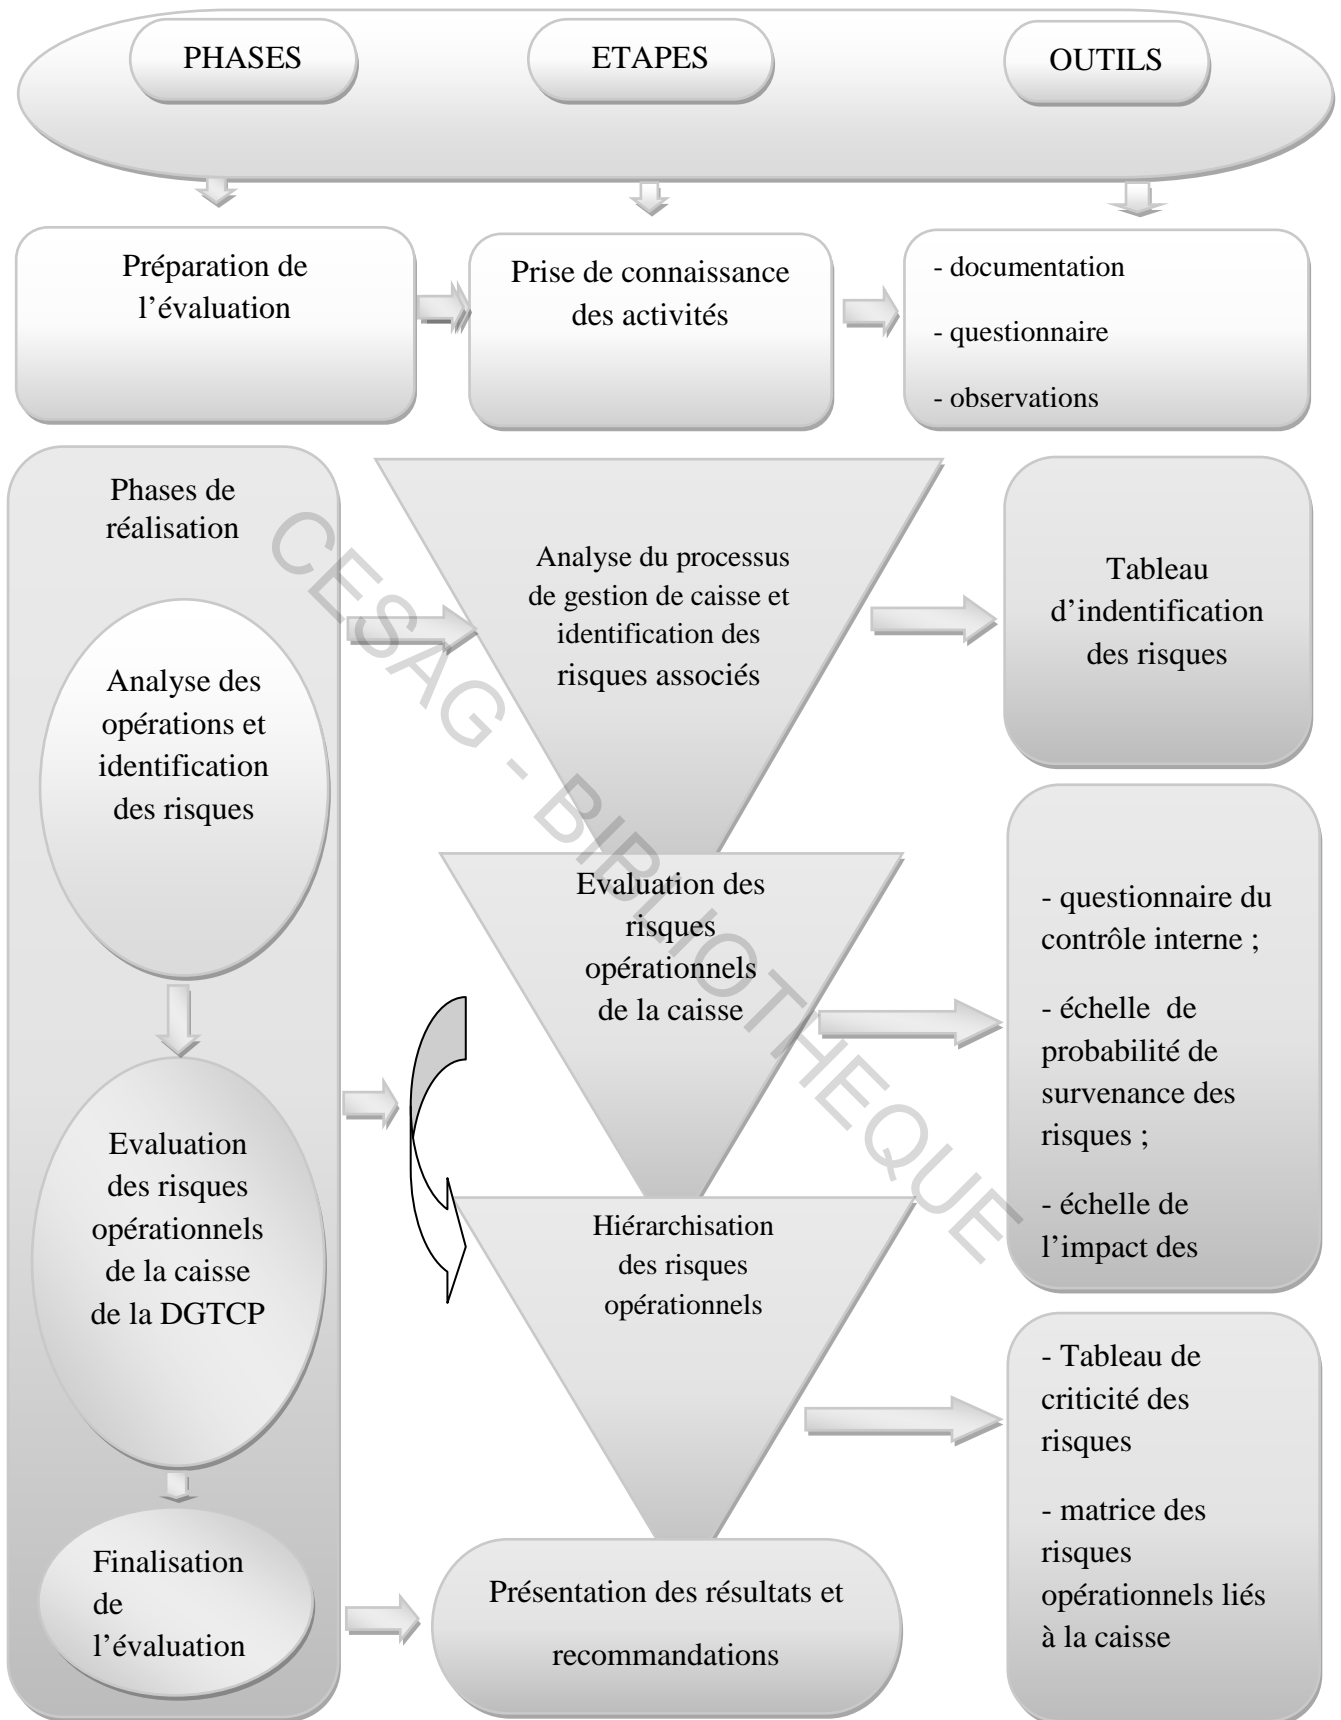 PHASES
ETAPES
OUTILS
Préparation de
l’évaluation
Prise de connaissance
des activités
- documentation
- questionnaire
- observations
Phases de
réalisation
Analyse des
opérations et
identification
des risques
Analyse du processus
de gestion de caisse et
identification des
risques associés
Tableau
d’indentification
des risques
Evaluation
des risques
opérationnels
de la caisse
de la DGTCP
Evaluation des
risques
opérationnels
de la caisse
- questionnaire du
contrôle interne ;
- échelle de
probabilité de
survenance des
risques ;
- échelle de
l’impact des
Hiérarchisation
des risques
opérationnels
- Tableau de
criticité des
risques
- matrice des
risques
opérationnels liés
à la caisse
Finalisation
de
l’évaluation
Présentation des résultats et
recommandations
CESAG - BIBLIOTHEQUE